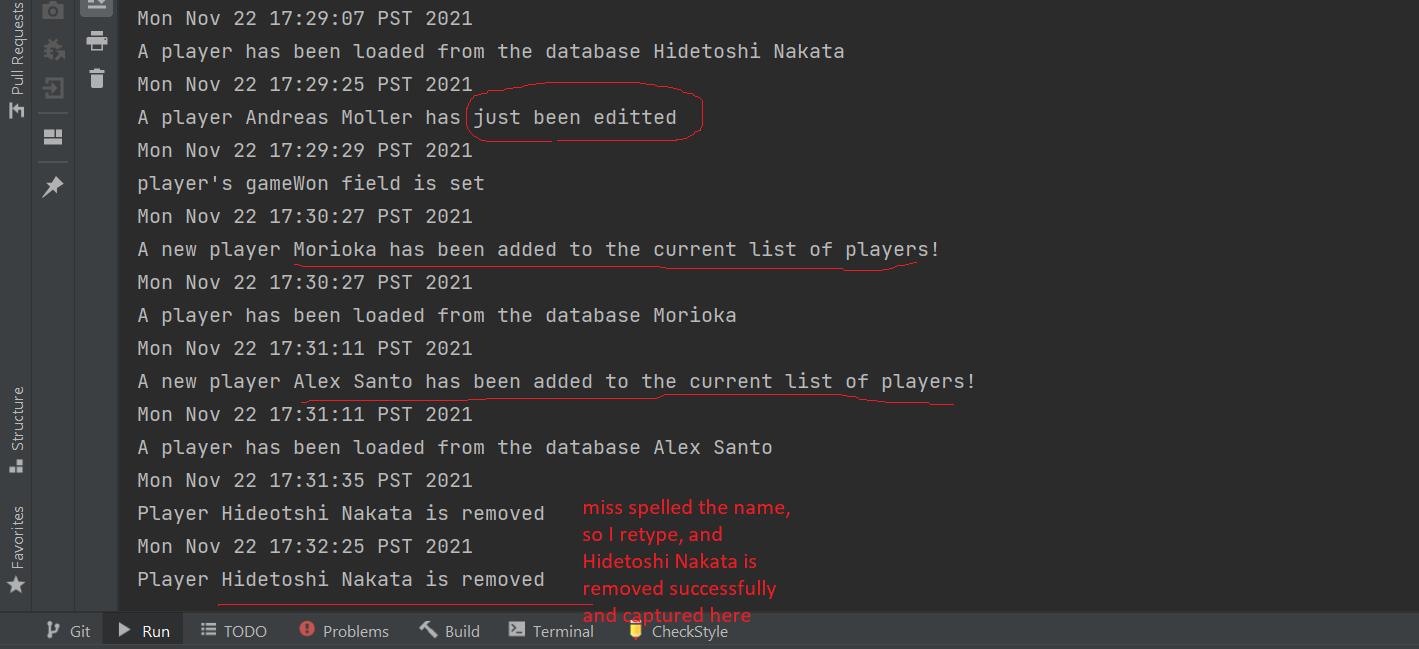 Pull Requests
Structure
Favorites
Mon Nov 22 17:29:07 PST 2021
A player has been loaded from the database Hidetoshi Nakata
Mon Nov 22 17:29:25 PST 2021
A player Andreas Moller has just been editted
Mon Nov 22 17:29:29 PST 2021
player's gameWon field is set
Mon Nov 22 17:30:27 PST 2021
A new player Morioka has been added to the current list of players!
Mon Nov 22 17:30:27 PST 2021
A player has been loaded from the database Morioka
Mon Nov 22 17:31:11 PST 2021
A new player Alex Santo has been added to the current list of players!
Mon Nov 22 17:31:11 PST 2021
A player has been loaded from the database Alex Santo
Mon Nov 22 17:31:35 PST 2021
Player Hideotshi Nakata is removed
Mon Nov 22 17:32:25 PST 2021
Player Hidetoshi Nakata is removed
miss spelled the name,
so I retype, and
Hidetoshi Nakata is
removed successfully
and captured here
Git Run TODO Problems Build Terminal CheckStyle